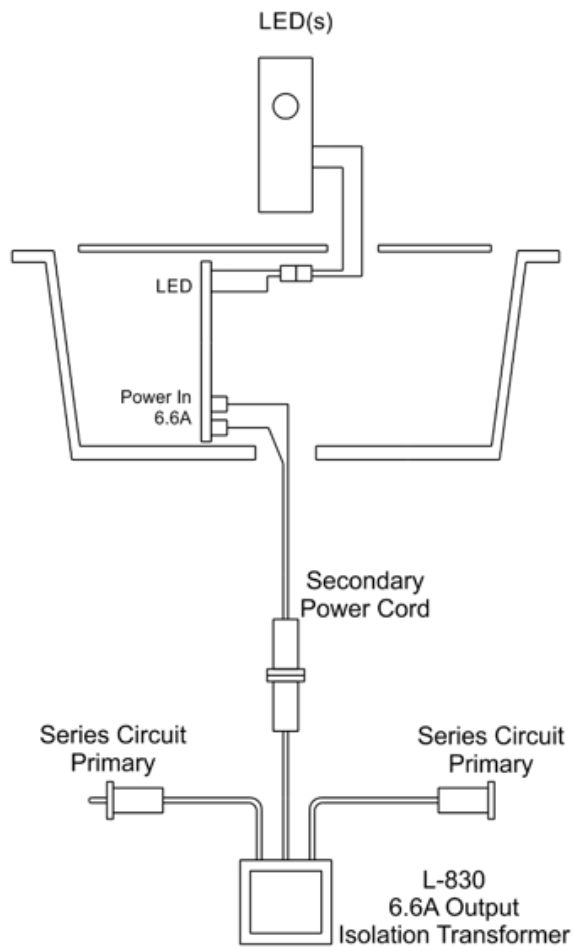 LED(s)
LED
Power In
6.6A
Secondary
Power Cord
Series Circuit
Primary
Series Circuit
Primary
L-830
6.6A Output
Isolation Transformer